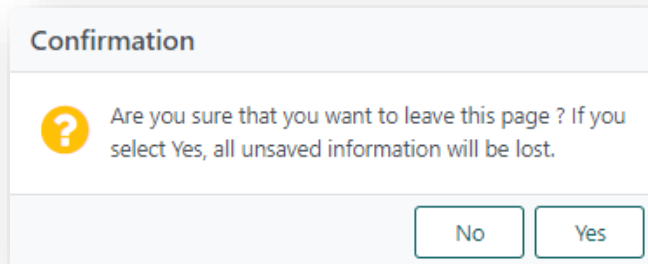 Confirmation
Are you sure that you want to leave this page ? If you
select Yes, all unsaved information will be lost.
No Yes